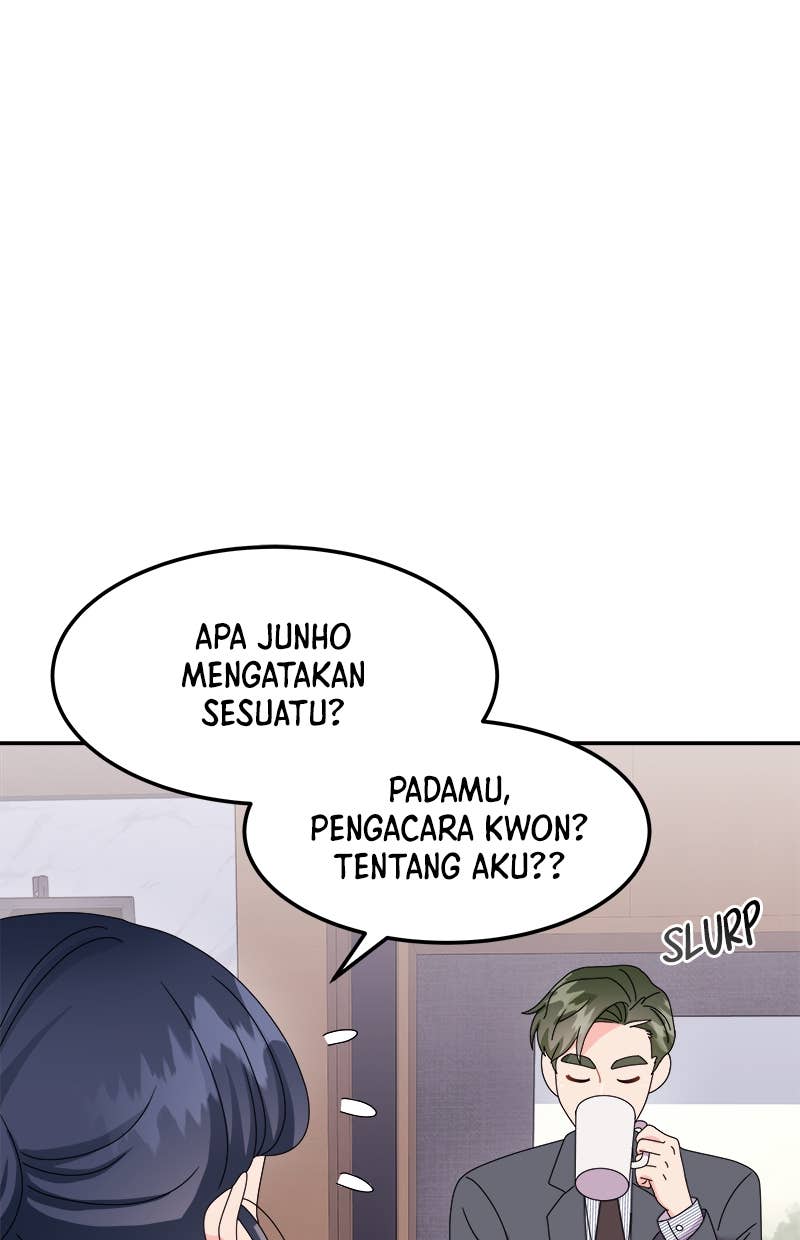 APA JUNHO
MENGATAKAN
SESUATU?
PADAMU,
PENGACARA KWON?
TENTANG AKU??
SLURP